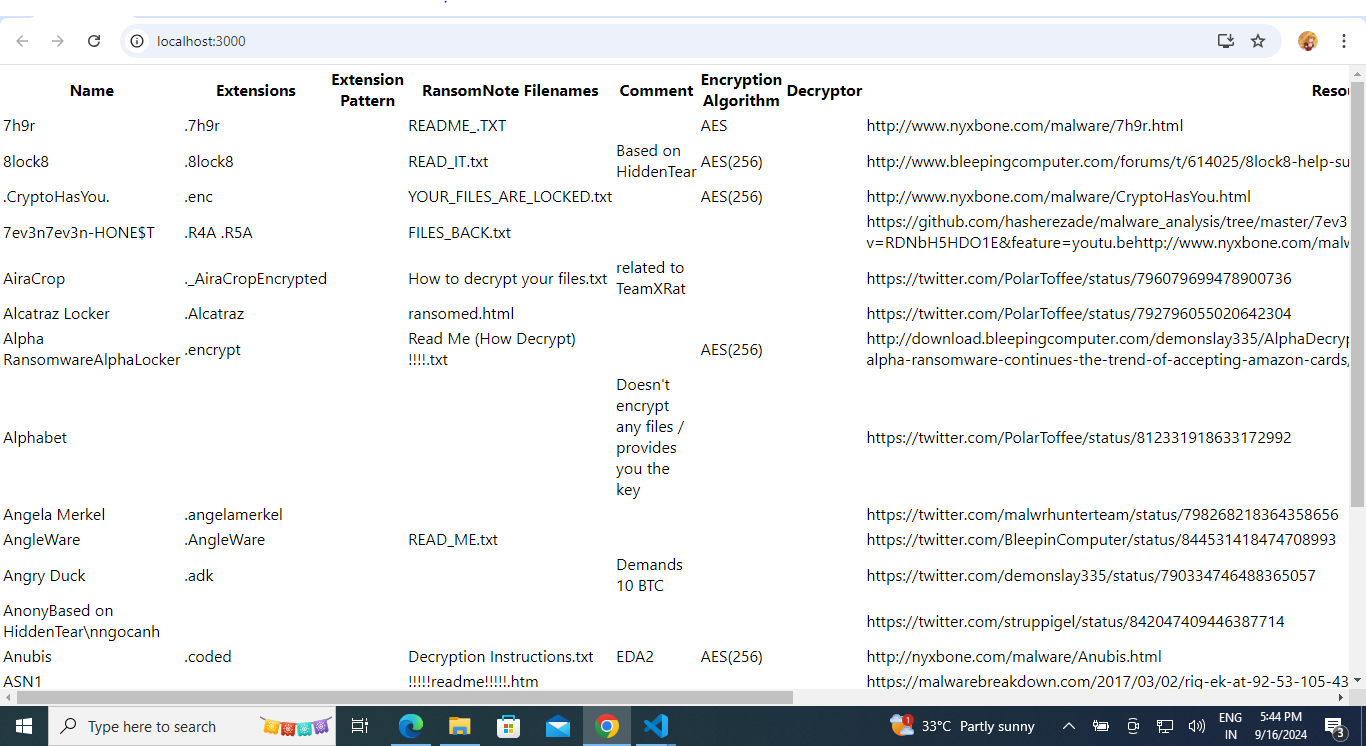 localhost:3000
Name Extensions Extension Pattern RansomNote Filenames Comment Encryption Algorithm Decryptor
7h9r .7h9r README_.TXT AES http://www.nyxbone.com/malware/7h9r.html
8lock8 .8lock8 READ_IT.txt Based on HiddenTear AES(256) http://www.bleepingcomputer.com/forums/t/614025/8lock8-help-su
.CryptoHasYou. .enc YOUR_FILES_ARE_LOCKED.txt AES(256) http://www.nyxbone.com/malware/CryptoHasYou.html
7ev3n7ev3n-HONE$T .R4A .R5A FILES_BACK.txt https://github.com/hasherezade/malware_analysis/tree/master/7ev3
v=RDNbH5HDO1E&feature=youtu.behttp://www.nyxbone.com/malw
AiraCrop ._AiraCropEncrypted How to decrypt your files.txt related to TeamXRat https://twitter.com/PolarToffee/status/796079699478900736
Alcatraz Locker .Alcatraz ransomed.html https://twitter.com/PolarToffee/status/792796055020642304
Alpha RansomwareAlphaLocker .encrypt Read Me (How Decrypt) !!!!.txt AES(256) http://download.bleepingcomputer.com/demonslay335/AlphaDecryp
alpha-ransomware-continues-the-trend-of-accepting-amazon-cards,
Alphabet Doesn't encrypt any files / provides you the key https://twitter.com/PolarToffee/status/812331918633172992
Angela Merkel .angelamerkel https://twitter.com/malwrhunterteam/status/798268218364358656
AngleWare .AngleWare READ_ME.txt https://twitter.com/BleepinComputer/status/844531418474708993
Angry Duck .adk Demands 10 BTC https://twitter.com/demonslay335/status/790334746488365057
AnonyBased on HiddenTear\nngocanh https://twitter.com/struppigel/status/842047409446387714
Anubis .coded Decryption Instructions.txt EDA2 AES(256) http://nyxbone.com/malware/Anubis.html
ASN1 !!!!!readme!!!!!.htm https://malwarebreakdown.com/2017/03/02/rig-ek-at-92-53-105-43
Type here to search
1
33°C Partly sunny
ENG
IN
5:44 PM
9/16/2024
3